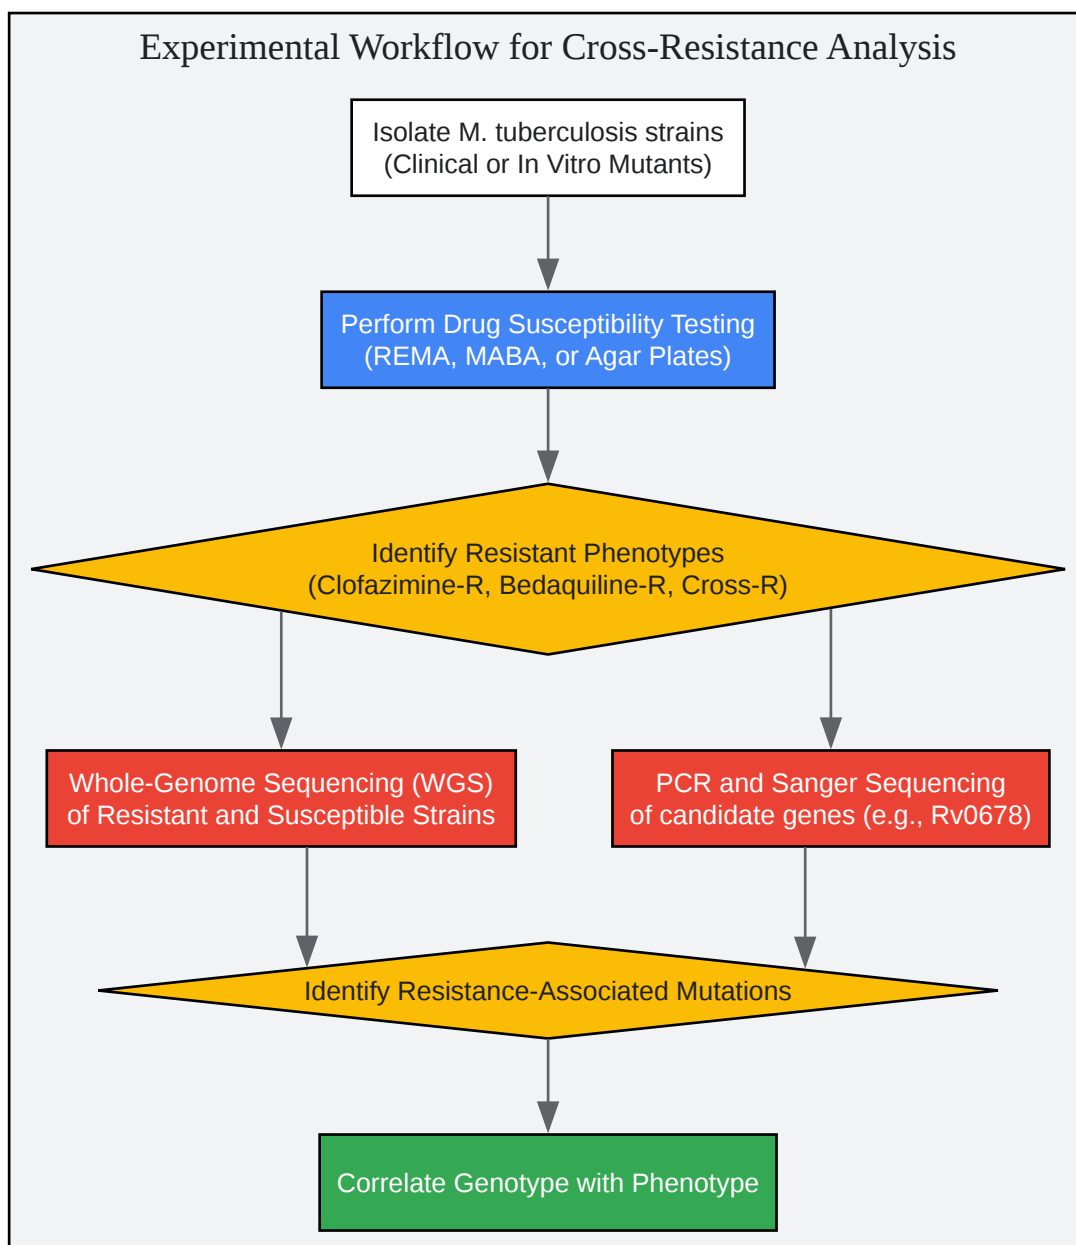 Experimental Workflow for Cross-Resistance Analysis
Isolate M. tuberculosis strains
(Clinical or In Vitro Mutants)
Perform Drug Susceptibility Testing
(REMA, MABA, or Agar Plates)
Identify Resistant Phenotypes
(Clofazimine-R, Bedaquiline-R, Cross-R)
Whole-Genome Sequencing (WGS)
of Resistant and Susceptible Strains
PCR and Sanger Sequencing
of candidate genes (e.g., Rv0678)
Identify Resistance-Associated Mutations
Correlate Genotype with Phenotype